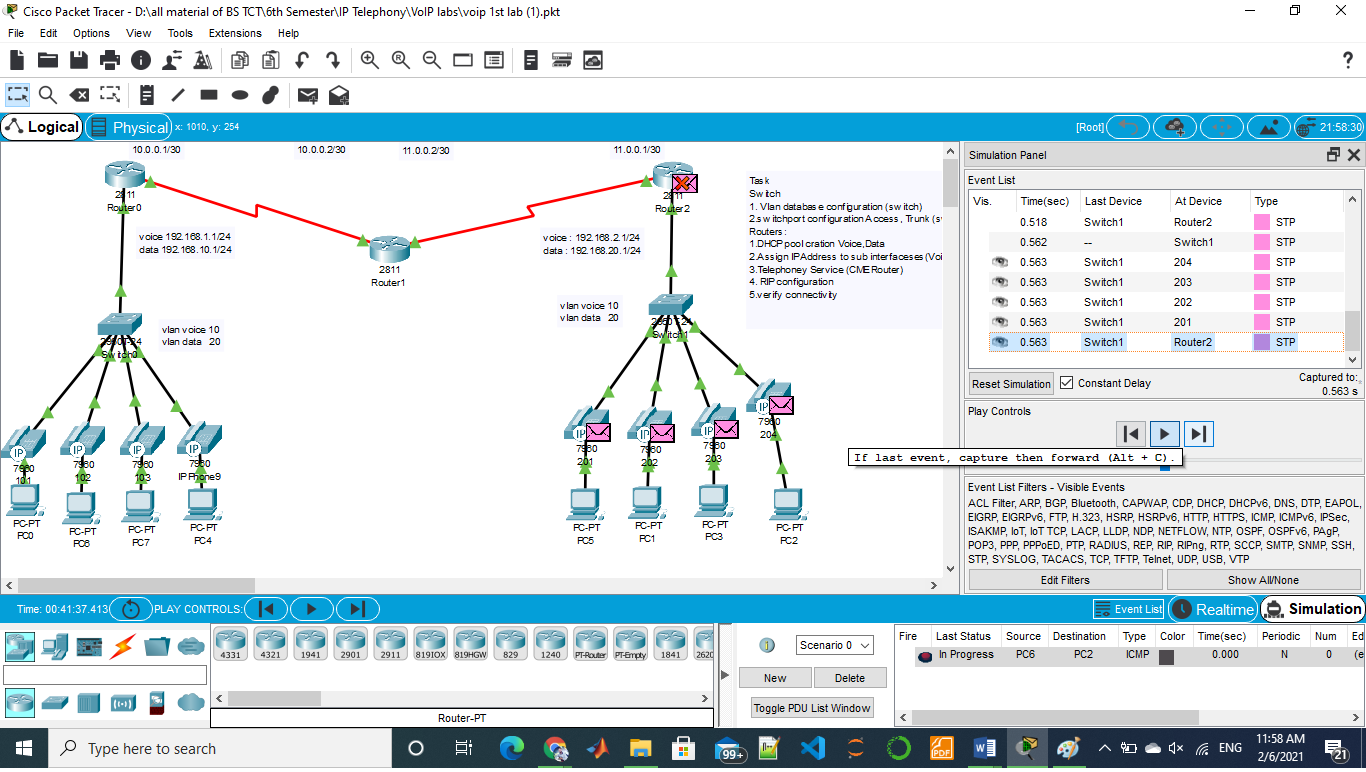 Cisco Packet Tracer - D:\all material of BS TCT\6th Semester\IP Telephony\VoIP labs\voip 1st lab (1).pkt
File Edit Options View Tools Extensions Help
?
Logical Physical x: 1010, y: 254 [Root] 21:58:30
10.0.0.1/30 10.0.0.2/30 11.0.0.2/30 11.0.0.1/30
2811
Router0
2811
Router2
voice 192.168.1.1/24
data 192.168.10.1/24
2811
Router1
voice : 192.168.2.1/24
data : 192.168.20.1/24
Task
Switch
1. Vlan database configuration (switch)
2.switchport configuration Access , Trunk (sw
Routers :
1.DHCP pool cration Voice,Data
2.Assign IPAddress to sub interfaceses (Voi
3.Telephoney Service (CME Router)
4. RIP configuration
5.verify connectivity
vlan voice 10
vlan data 20
2950T-24
Switch0
vlan voice 10
vlan data 20
2950T-24
Switch1
IP
7960
101
IP
7960
102
IP
7960
103
IP
7960
IP Phone9
IP
7960
201
IP
7960
202
IP
7960
203
IP
7960
204
PC-PT
PC0
PC-PT
PC6
PC-PT
PC7
PC-PT
PC4
PC-PT
PC5
PC-PT
PC1
PC-PT
PC3
PC-PT
PC2
Simulation Panel
Event List
Vis. Time(sec) Last Device At Device Type
0.518 Switch1 Router2 STP
0.562 -- Switch1 STP
0.563 Switch1 204 STP
0.563 Switch1 203 STP
0.563 Switch1 202 STP
0.563 Switch1 201 STP
0.563 Switch1 Router2 STP
Reset Simulation Constant Delay Captured to:
0.563 s
Play Controls
If last event, capture then forward (Alt + C).
Event List Filters - Visible Events
ACL Filter, ARP, BGP, Bluetooth, CAPWAP, CDP, DHCP, DHCPv6, DNS, DTP, EAPOL,
EIGRP, EIGRPv6, FTP, H.323, HSRP, HSRPv6, HTTP, HTTPS, ICMP, ICMPv6, IPSec,
ISAKMP, IoT, IoT TCP, LACP, LLDP, NDP, NETFLOW, NTP, OSPF, OSPFv6, PAgP,
POP3, PPP, PPPoED, PTP, RADIUS, REP, RIP, RIPng, RTP, SCCP, SMTP, SNMP, SSH,
STP, SYSLOG, TACACS, TCP, TFTP, Telnet, UDP, USB, VTP
Edit Filters Show All/None
Time: 00:41:37.413 PLAY CONTROLS: Event List Realtime Simulation
4331 4321 1941 2901 2911 819IOX 819HGW 829 1240 PT-Router PT-Empty 1841 2620
Router-PT
Scenario 0
New Delete
Toggle PDU List Window
Fire Last Status Source Destination Type Color Time(sec) Periodic Num Edi
In Progress PC6 PC2 ICMP 0.000 N 0 (e
Type here to search
99+
PDF
ENG
11:58 AM
2/6/2021
21